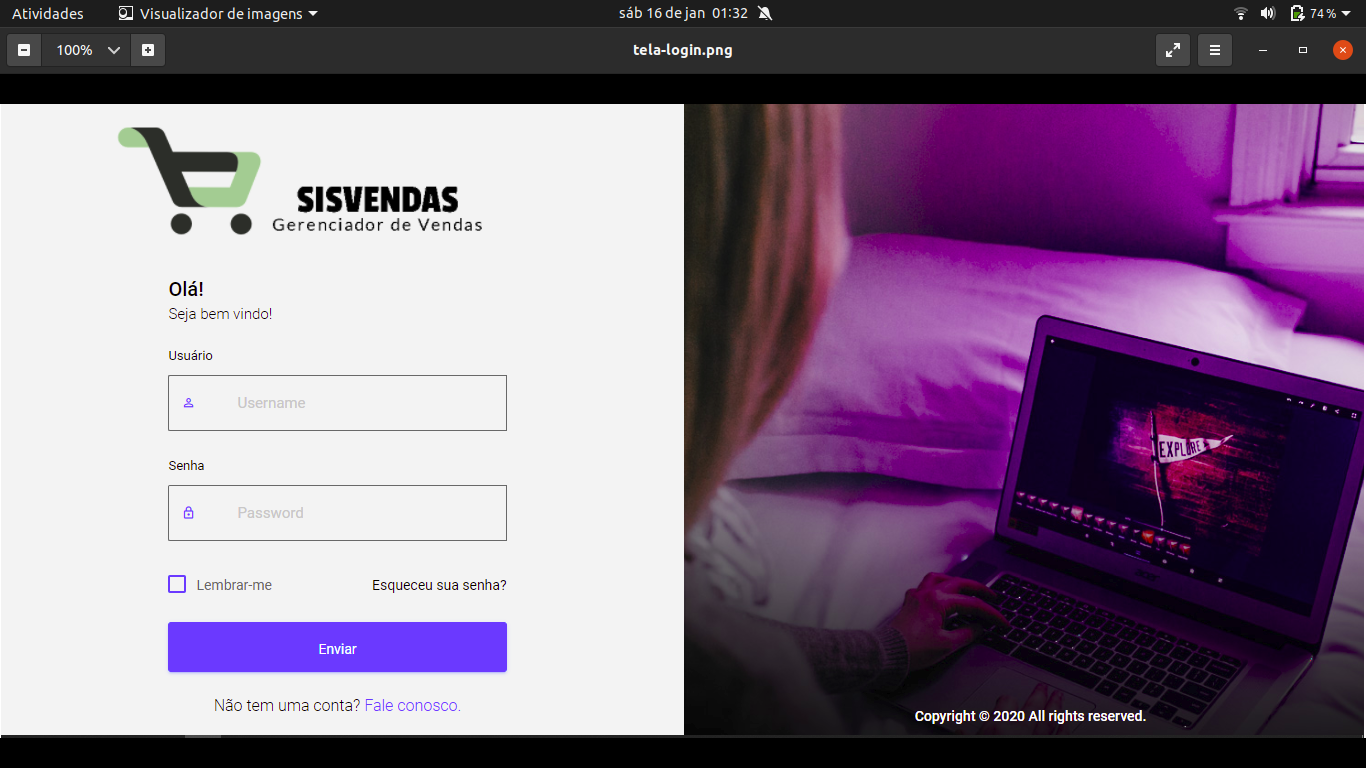 Atividades
Visualizador de imagens
sáb 16 de jan 01:32
74 %
100%
tela-login.png
SISVENDAS
Gerenciador de Vendas
Olá!
Seja bem vindo!
Usuário
Username
Senha
Password
Lembrar-me
Esqueceu sua senha?
Enviar
Não tem uma conta? Fale conosco.
EXPLORE
acer
Copyright © 2020 All rights reserved.